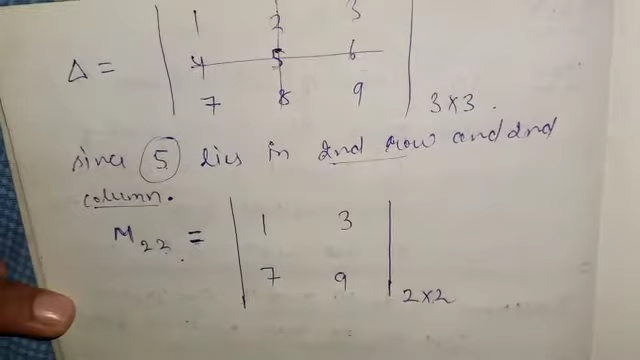 1 2 3
Δ = 4 5 6
7 8 9 3×3.
since 5 lies in 2nd row and 2nd
column.
M22 = 1 3
7 9 2×2